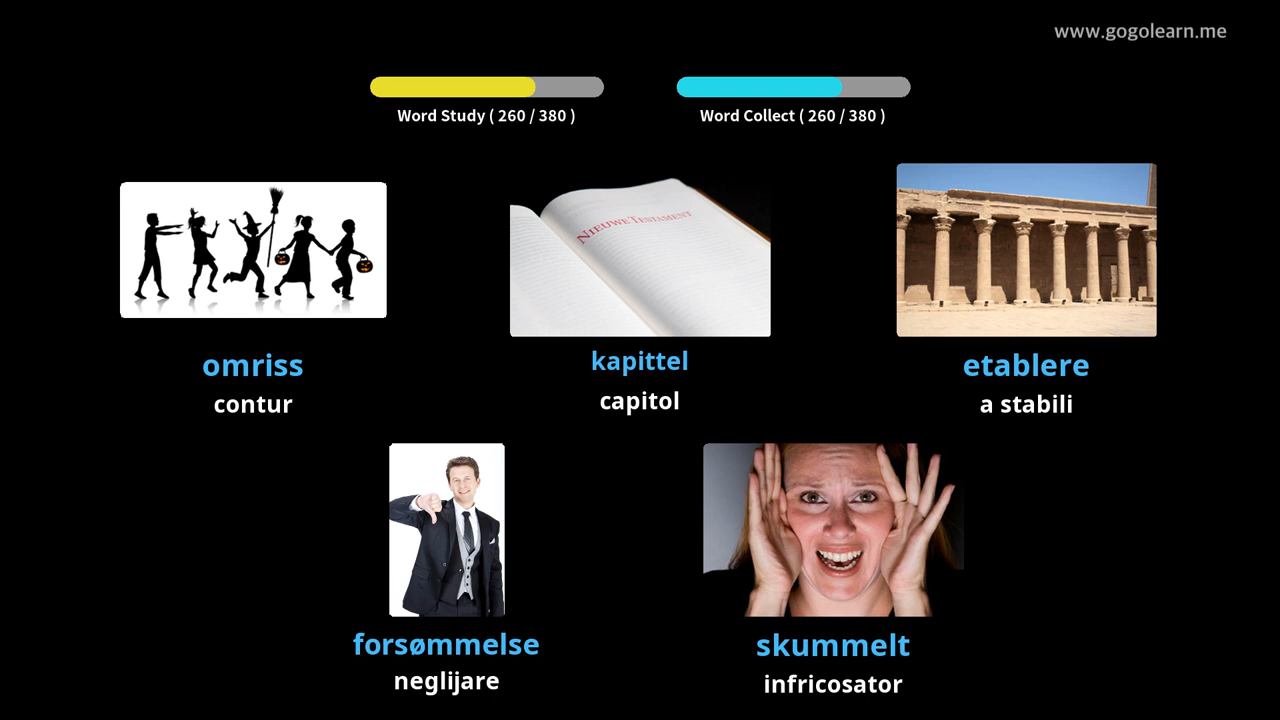 www.gogolearn.me
Word Study ( 260 / 380 )
Word Collect ( 260 / 380 )
NIEUWE TESTAMENT
omriss
contur
kapittel
capitol
etablere
a stabili
forsømmelse
neglijare
skummelt
infricosator